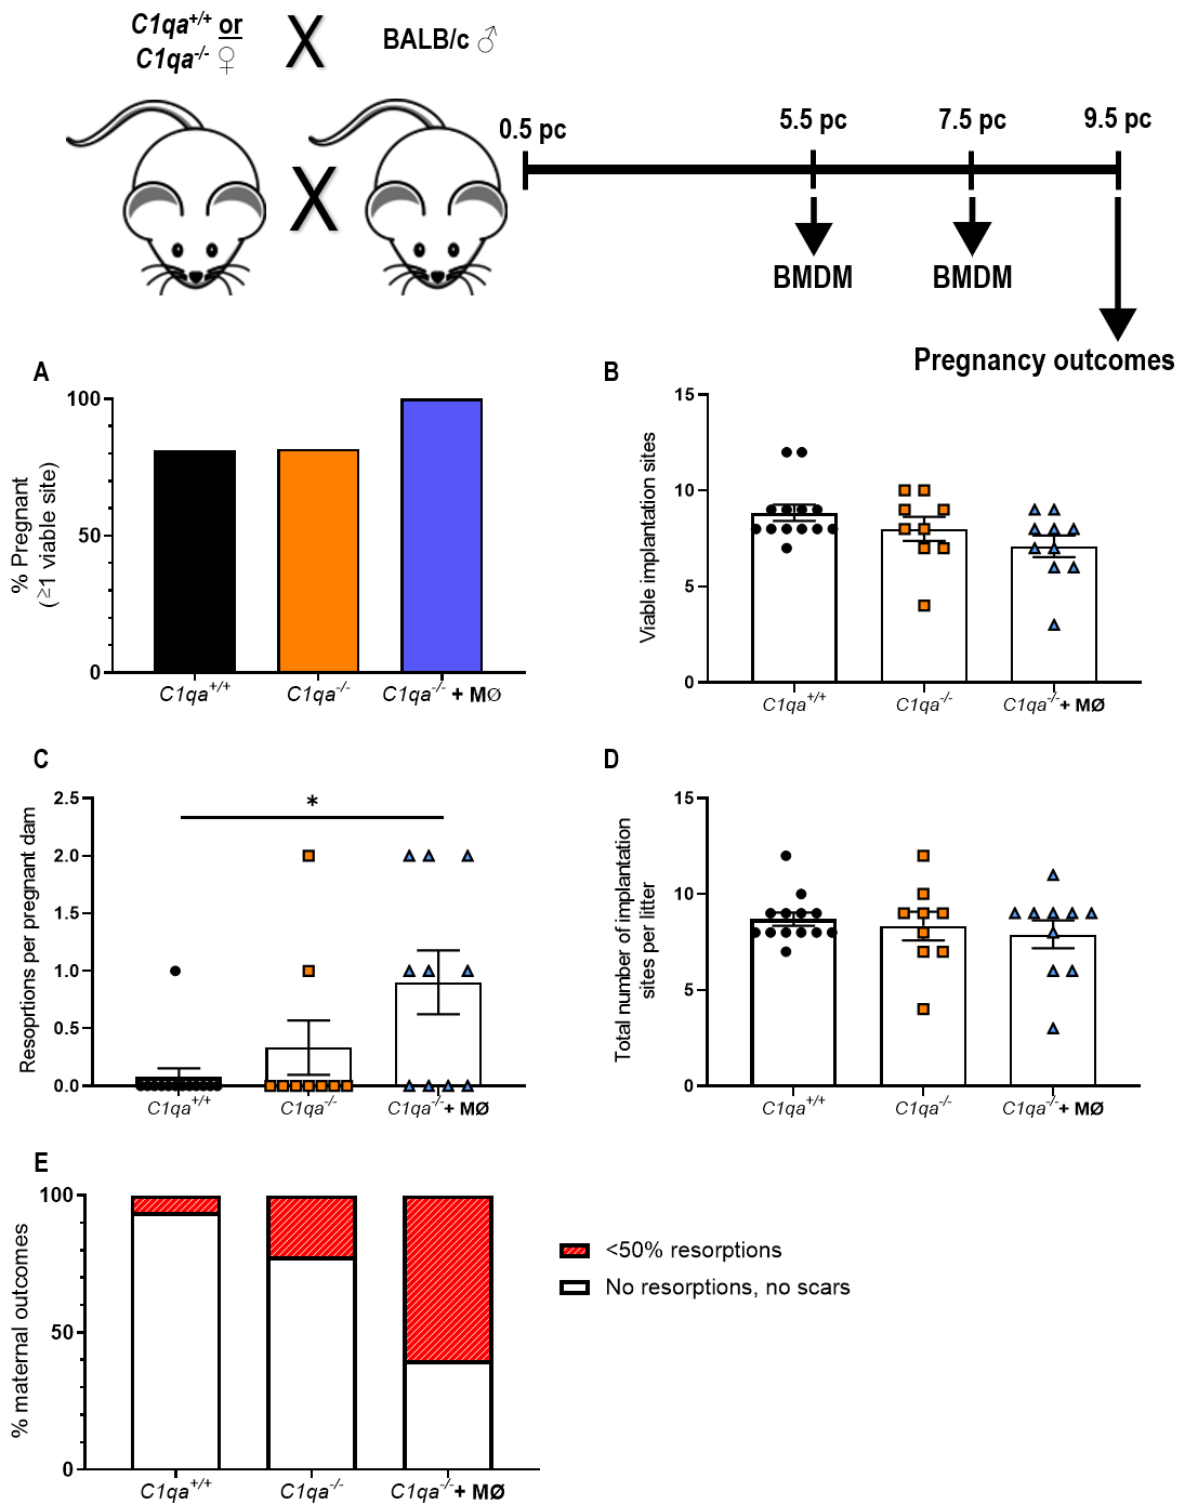 C1qa+/+ or
C1qa-/- ♀
X
BALB/c ♂
X
0.5 pc
5.5 pc
7.5 pc
9.5 pc
BMDM
BMDM
Pregnancy outcomes
A
% Pregnant
(≥1 viable site)
100
50
0
C1qa+/+
C1qa-/-
C1qa-/- + MØ
B
Viable implantation sites
15
10
5
0
C1qa+/+
C1qa-/-
C1qa-/- + MØ
C
Resoprtions per pregnant dam
2.5
2.0
1.5
1.0
0.5
0.0
*
C1qa+/+
C1qa-/-
C1qa-/- + MØ
D
Total number of implantation
sites per litter
15
10
5
0
C1qa+/+
C1qa-/-
C1qa-/- + MØ
E
% maternal outcomes
100
50
0
C1qa+/+
C1qa-/-
C1qa-/- + MØ
<50% resorptions
No resorptions, no scars